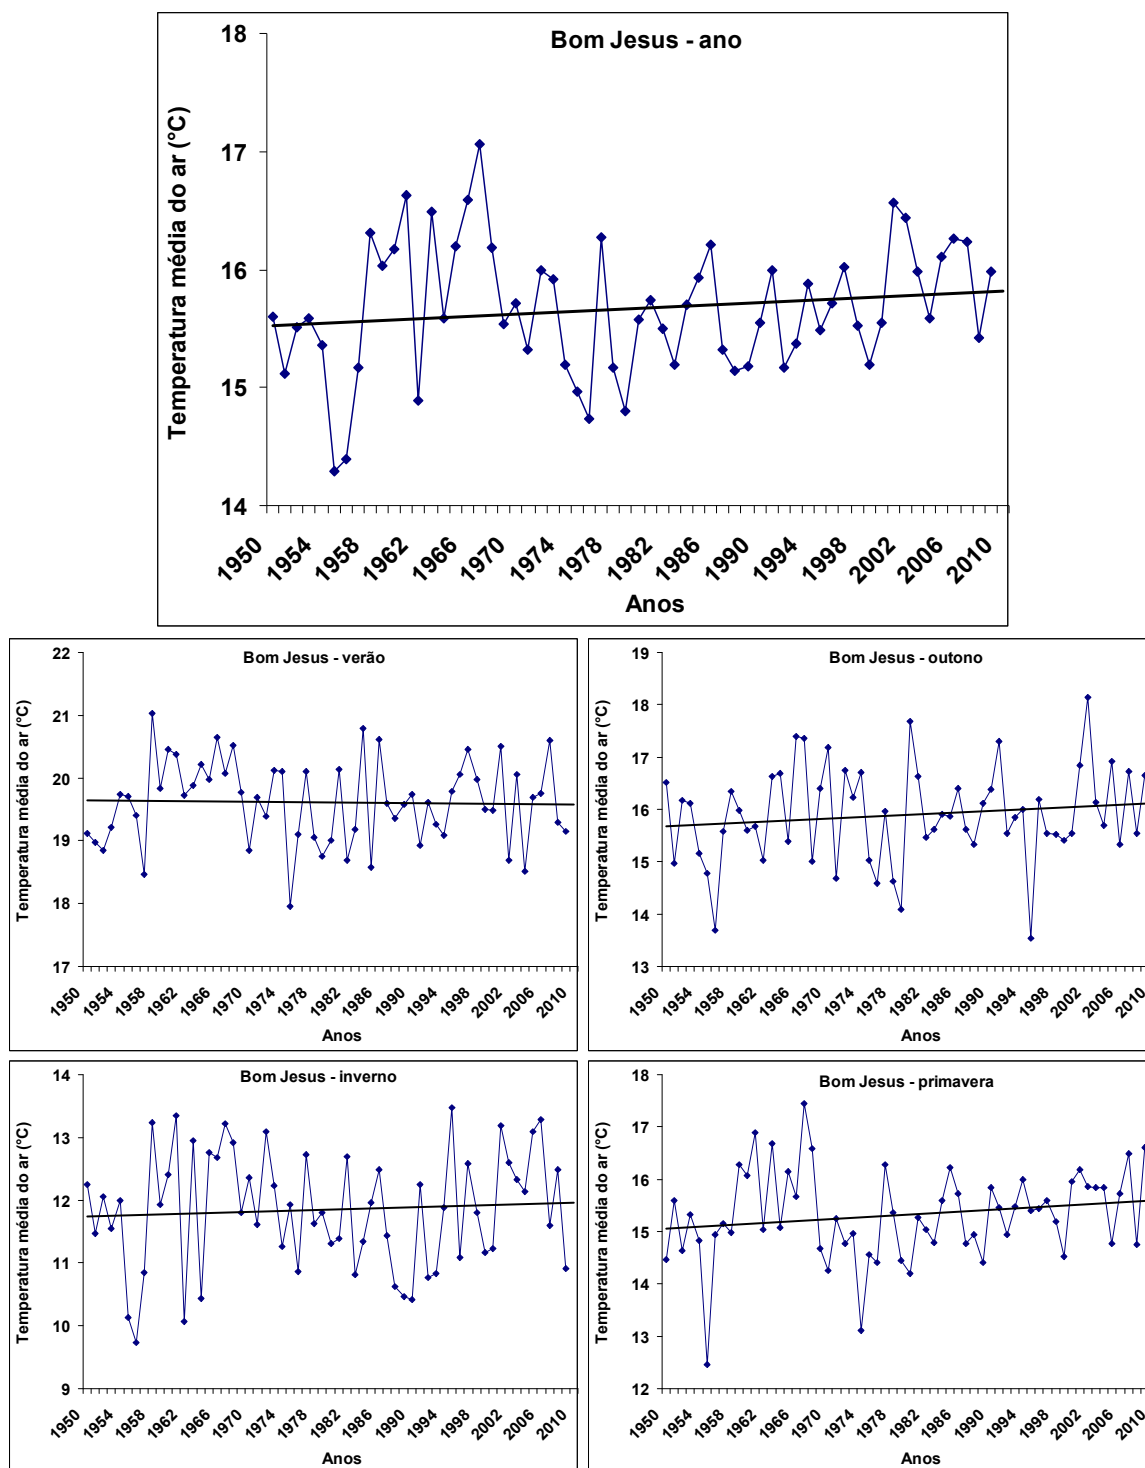 Bom Jesus - ano
Temperatura média do ar (°C)
18
17
16
15
14
1950 1954 1958 1962 1966 1970 1974 1978 1982 1986 1990 1994 1998 2002 2006 2010
Anos
Bom Jesus - verão
Temperatura média do ar (°C)
22
21
20
19
18
17
1950 1954 1958 1962 1966 1970 1974 1978 1982 1986 1990 1994 1998 2002 2006 2010
Anos
Bom Jesus - outono
Temperatura média do ar (°C)
19
18
17
16
15
14
13
1950 1954 1958 1962 1966 1970 1974 1978 1982 1986 1990 1994 1998 2002 2006 2010
Anos
Bom Jesus - inverno
Temperatura média do ar (°C)
14
13
12
11
10
9
1950 1954 1958 1962 1966 1970 1974 1978 1982 1986 1990 1994 1998 2002 2006 2010
Anos
Bom Jesus - primavera
Temperatura média do ar (°C)
18
17
16
15
14
13
12
1950 1954 1958 1962 1966 1970 1974 1978 1982 1986 1990 1994 1998 2002 2006 2010
Anos